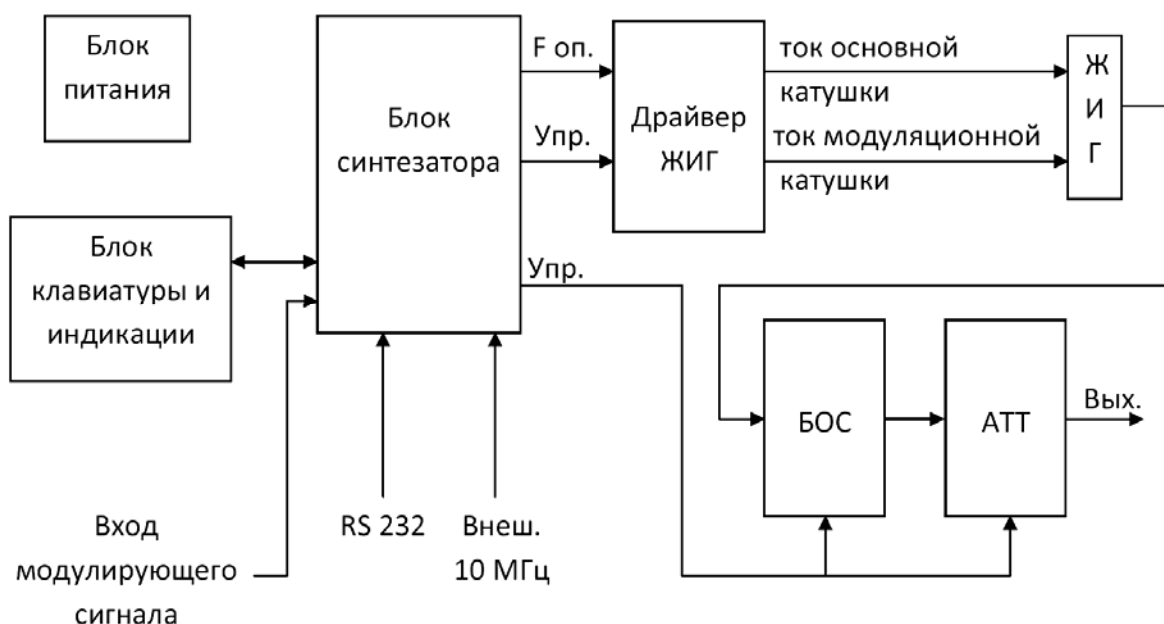 Блок
питания
Блок
клавиатуры и
индикации
Вход
модулирующего
сигнала
Блок
синтезатора
RS 232
Внеш.
10 МГц
F оп.
Упр.
Упр.
Драйвер
ЖИГ
ток основной
катушки
ток модуляционной
катушки
Ж
И
Г
БОС
АТТ
Вых.